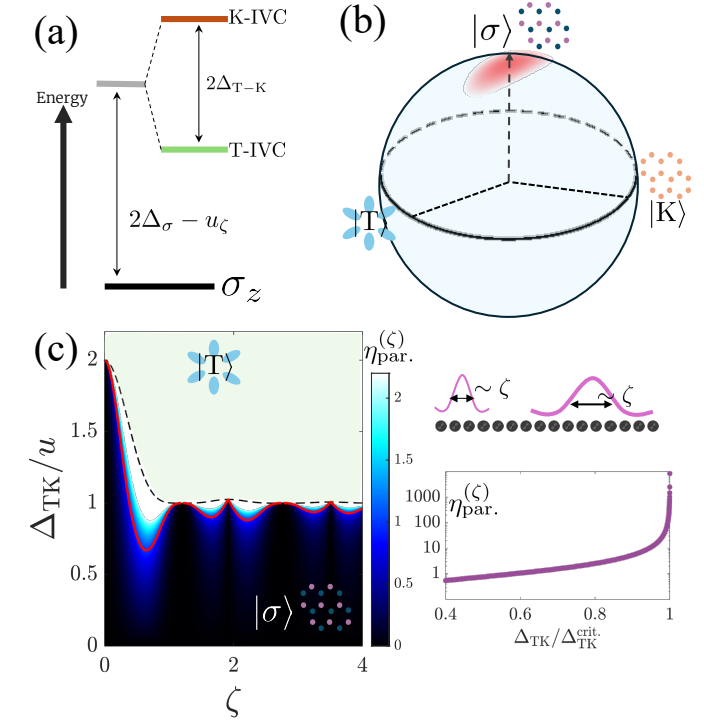 (a)
K-IVC
2Δ_{T−K}
Energy
T-IVC
2Δ_σ − u_ζ
σ_z
(b)
|σ⟩
|T⟩
|K⟩
(c)
|T⟩
η_{par.}^{(ζ)}
Δ_{TK}/u
2
1.5
1
0.5
0
|σ⟩
0
2
4
ζ
2
1.5
1
0.5
0
∼ ζ
∼ ζ
η_{par.}^{(ζ)}
1000
100
10
1
0.4
0.6
0.8
1
Δ_{TK}/Δ_{TK}^{crit.}